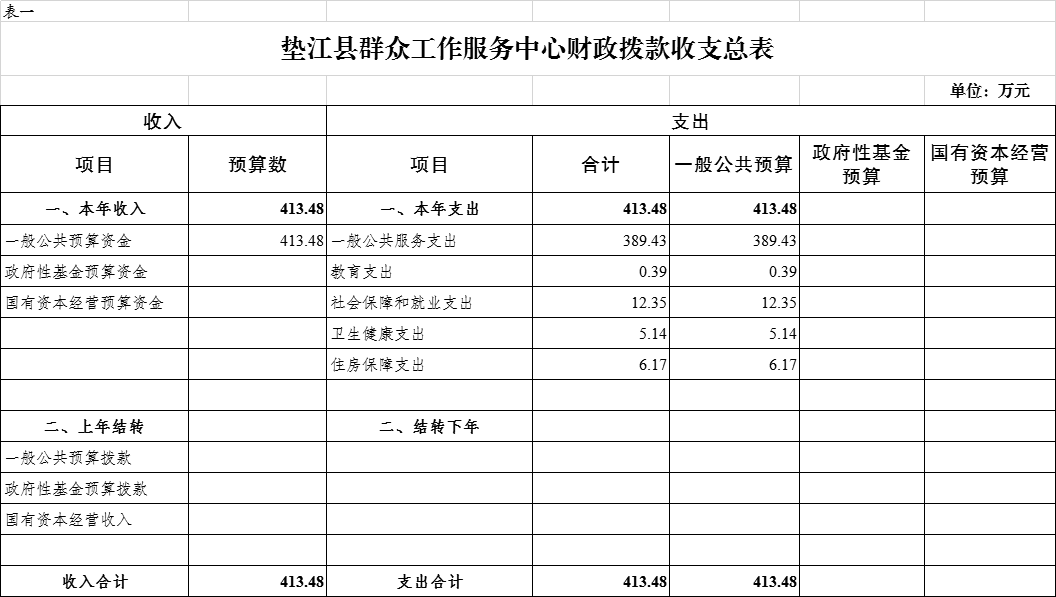 表一
垫江县群众工作服务中心财政拨款收支总表
单位：万元
收入 支出
项目 预算数 项目 合计 一般公共预算 政府性基金 国有资本经营
预算 预算
一、本年收入 413.48 一、本年支出 413.48 413.48
一般公共预算资金 413.48 一般公共服务支出 389.43 389.43
政府性基金预算资金 教育支出 0.39 0.39
国有资本经营预算资金 社会保障和就业支出 12.35 12.35
卫生健康支出 5.14 5.14
住房保障支出 6.17 6.17
二、上年结转 二、结转下年
一般公共预算拨款
政府性基金预算拨款
国有资本经营收入
收入合计 413.48 支出合计 413.48 413.48